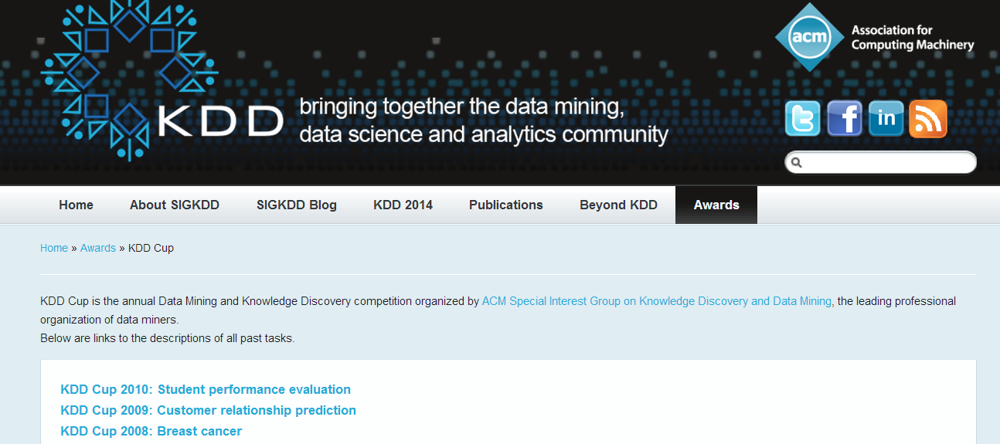 acm
Association for
Computing Machinery
KDD
bringing together the data mining,
data science and analytics community
in
Home About SIGKDD SIGKDD Blog KDD 2014 Publications Beyond KDD Awards
Home » Awards » KDD Cup
KDD Cup is the annual Data Mining and Knowledge Discovery competition organized by ACM Special Interest Group on Knowledge Discovery and Data Mining, the leading professional
organization of data miners.
Below are links to the descriptions of all past tasks.
KDD Cup 2010: Student performance evaluation
KDD Cup 2009: Customer relationship prediction
KDD Cup 2008: Breast cancer